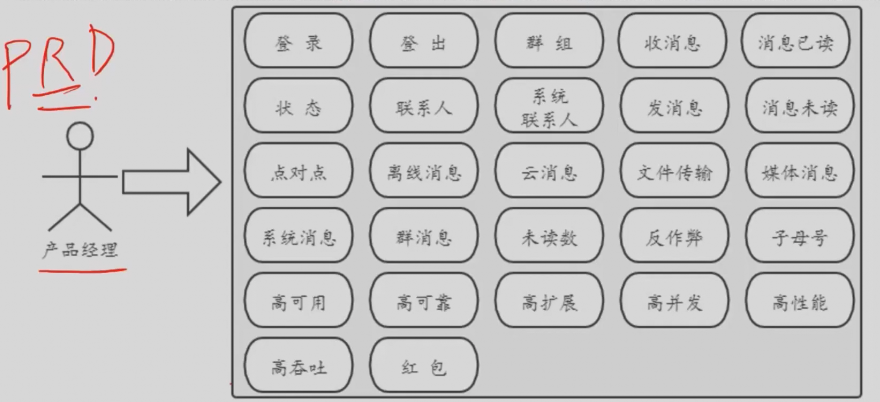 PRD
产品经理
登录
登出
群组
收消息
消息已读
状态
联系人
系统
联系人
发消息
消息未读
点对点
离线消息
云消息
文件传输
媒体消息
系统消息
群消息
未读数
反作弊
子母号
高可用
高可靠
高扩展
高并发
高性能
高吞吐
红包